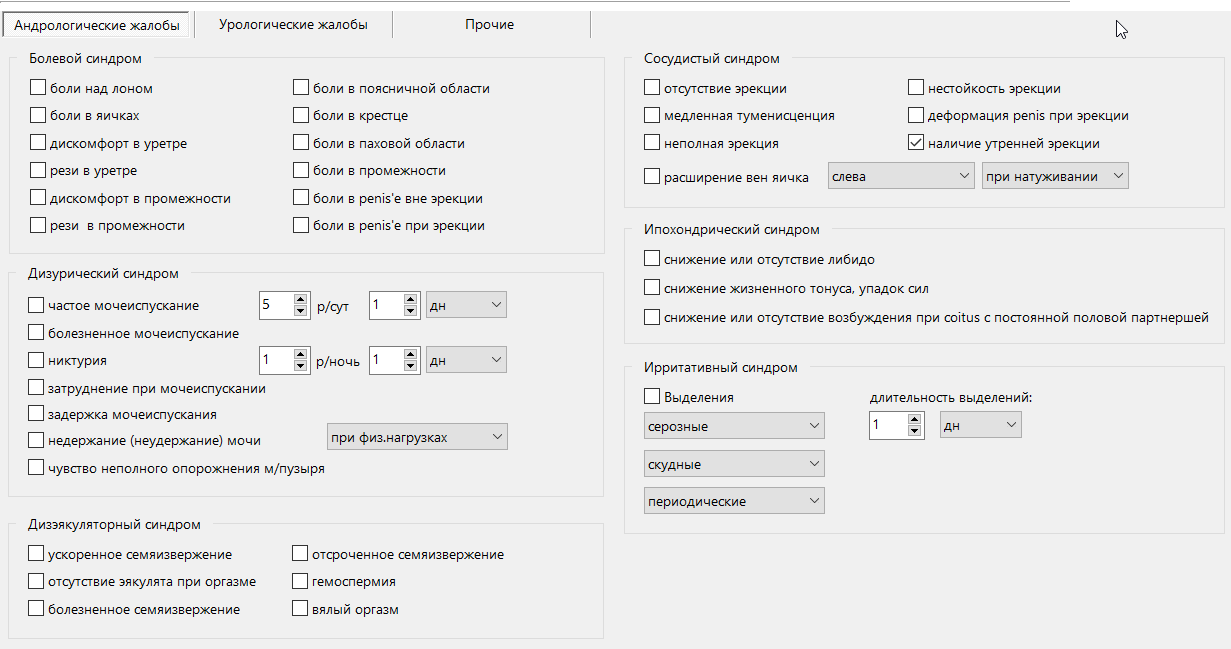 Андрологические жалобы
Урологические жалобы
Прочие
Болевой синдром
боли над лоном
боли в поясничной области
боли в яичках
боли в крестце
дискомфорт в уретре
боли в паховой области
рези в уретре
боли в промежности
дискомфорт в промежности
боли в penis'е вне эрекции
рези в промежности
боли в penis'е при эрекции
Дизурический синдром
частое мочеиспускание 5 р/сут 1 дн
болезненное мочеиспускание
никтурия 1 р/ночь 1 дн
затруднение при мочеиспускании
задержка мочеиспускания
недержание (неудержание) мочи при физ.нагрузках
чувство неполного опорожнения м/пузыря
Дизэякуляторный синдром
ускоренное семяизвержение
отсроченное семяизвержение
отсутствие эякулята при оргазме
гемоспермия
болезненное семяизвержение
вялый оргазм
Сосудистый синдром
отсутствие эрекции
нестойкость эрекции
медленная туменисценция
деформация penis при эрекции
неполная эрекция
наличие утренней эрекции
расширение вен яичка слева при натуживании
Ипохондрический синдром
снижение или отсутствие либидо
снижение жизненного тонуса, упадок сил
снижение или отсутствие возбуждения при coitus с постоянной половой партнершей
Ирритативный синдром
Выделения
длительность выделений:
серозные
1 дн
скудные
периодические